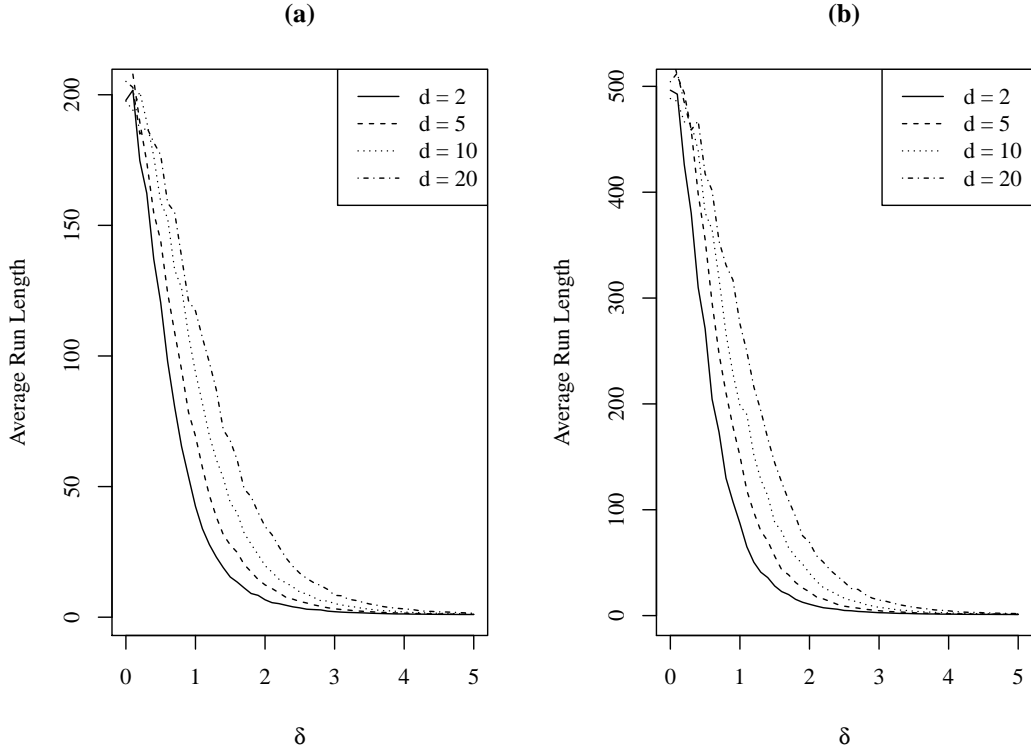 (a)
Average Run Length
200
150
100
50
0
d = 2
d = 5
d = 10
d = 20
0 1 2 3 4 5
δ
(b)
Average Run Length
500
400
300
200
100
0
d = 2
d = 5
d = 10
d = 20
0 1 2 3 4 5
δ